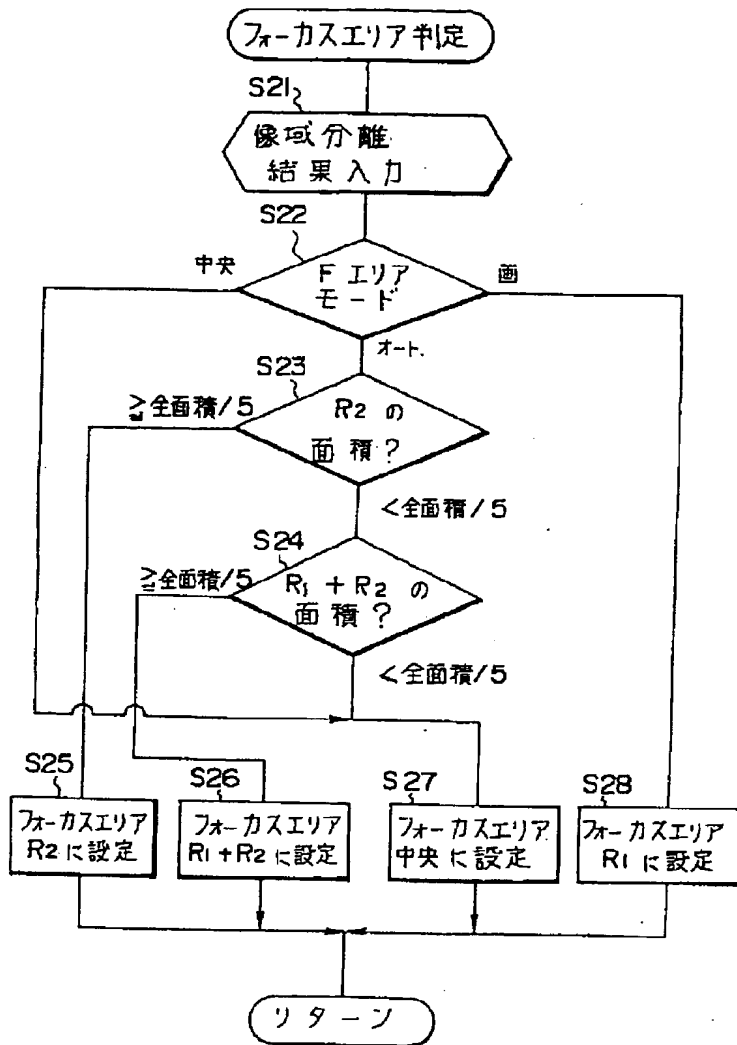 フォーカスエリア判定
S21
像域分離
結果入力
S22
中央
Fエリア
モード
画
オート.
S23
≧全面積/5
R2の
面積?
<全面積/5
S24
≧全面積/5
R1+R2の
面積?
<全面積/5
S25
フォーカスエリア
R2に設定
S26
フォーカスエリア
R1+R2に設定
S27
フォーカスエリア
中央に設定
S28
フォーカスエリア
R1に設定
リターン